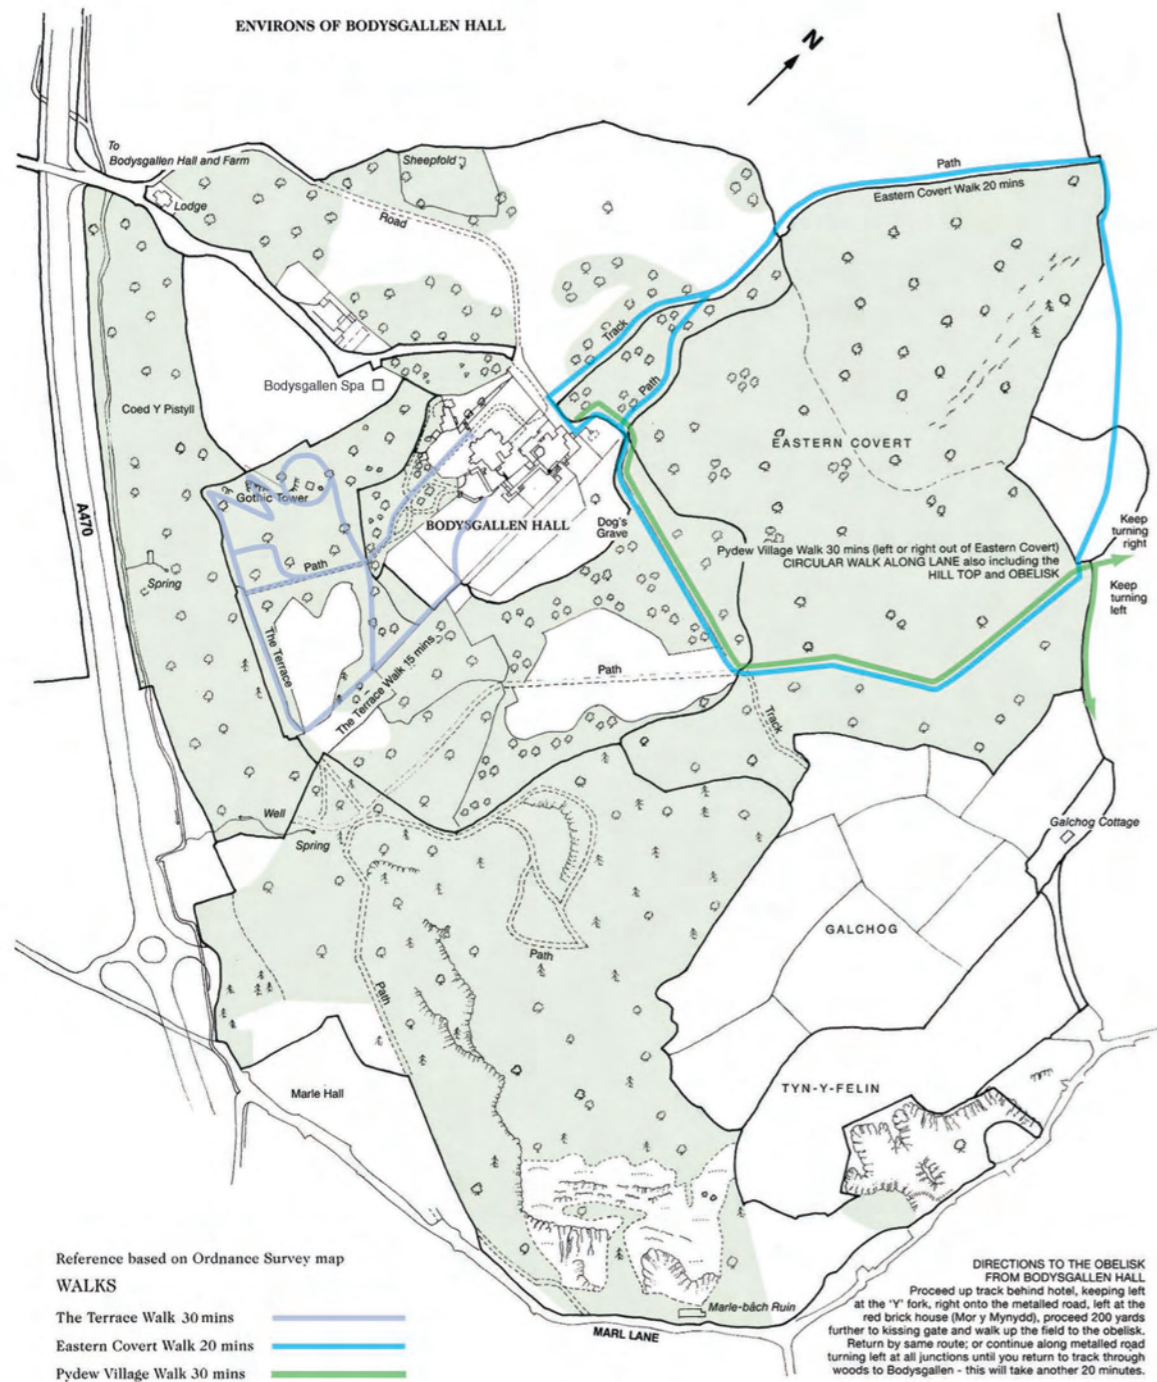 ENVIRONS OF BODYSGALLEN HALL
N
To
Bodysgallen Hall and Farm
Sheepfold
Lodge
Road
Path
Eastern Covert Walk 20 mins
Track
Path
Bodysgallen Spa
Coed Y Pistyll
EASTERN COVERT
Gothic Tower
A470
BODYSGALLEN HALL
Dog's
Grave
Keep
turning
right
Pydew Village Walk 30 mins (left or right out of Eastern Covert)
CIRCULAR WALK ALONG LANE also including the
HILL TOP and OBELISK
Path
Spring
Keep
turning
left
The Terrace
The Terrace Walk 15 mins
Path
Track
Well
Spring
Galchog Cottage
GALCHOG
Path
Path
TYN-Y-FELIN
Marle Hall
Marle-bâch Ruin
MARL LANE
Reference based on Ordnance Survey map
WALKS
The Terrace Walk 30 mins
Eastern Covert Walk 20 mins
Pydew Village Walk 30 mins
DIRECTIONS TO THE OBELISK
FROM BODYSGALLEN HALL
Proceed up track behind hotel, keeping left
at the 'Y' fork, right onto the metalled road, left at the
red brick house (Mor y Mynydd), proceed 200 yards
further to kissing gate and walk up the field to the obelisk.
Return by same route; or continue along metalled road
turning left at all junctions until you return to track through
woods to Bodysgallen - this will take another 20 minutes.